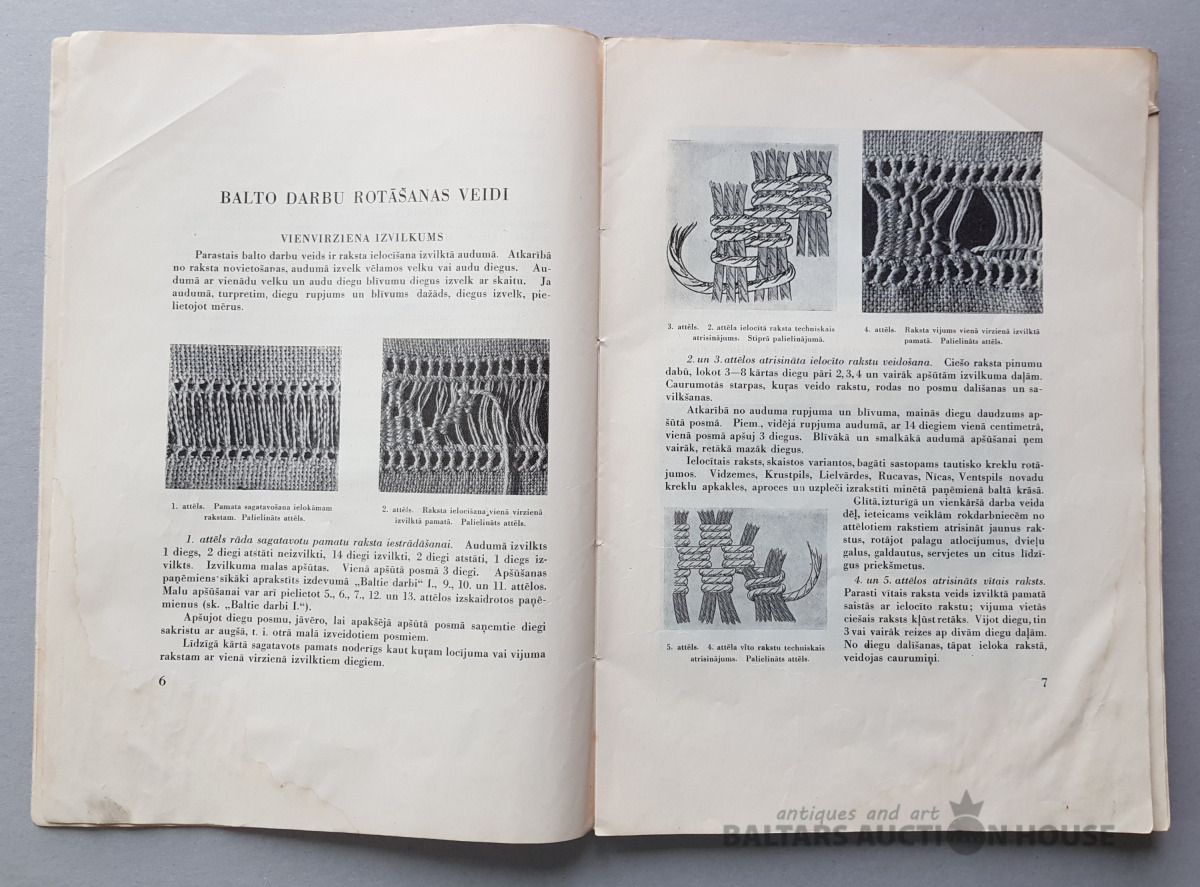 BALTO DARBU ROTĀŠANAS VEIDI
VIENVIRZIENA IZVILKUMS
Parastais balto darbu veids ir raksta ielocīšana izvilktā audumā. Atkarībā
no raksta novietošanas, audumā izvelk vēlamos velku vai audu diegus. Au-
dumā ar vienādu velku un audu diegu blīvumu diegus izvelk ar skaitu. Ja
audumā, turpretim, diegu rupjums un blīvums dažāds, diegus izvelk, pie-
lietojot mērus.
1. attēls. Pamata sagatavošana ielokāmam
rakstam. Palielināts attēls.
2. attēls. Raksta ielocīšana vienā virzienā
izvilktā pamatā. Palielināts attēls.
1. attēls rāda sagatavotu pamatu raksta iestrādāšanai. Audumā izvilkts
1 diegs, 2 diegi atstāti neizvilkti, 14 diegi izvilkti, 2 diegi atstāti, 1 diegs iz-
vilkts. Izvilkuma malas apšūtas. Vienā apšūtā posmā 3 diegi. Apšūšanas
paņēmiens sīkāki aprakstīts izdevumā „Baltie darbi" I., 9., 10. un 11. attēlos.
Malu apšūšanai var arī pielietot 5., 6., 7., 12. un 13. attēlos izskaidrotos paņē-
mienus (sk. „Baltie darbi I.").
Apšujot diegu posmu, jāvēro, lai apakšējā apšūtā posmā saņemtie diegi
sakristu ar augšā, t. i. otrā malā izveidotiem posmiem.
Līdzīgā kārtā sagatavots pamats noderīgs kaut kuŗam locījuma vai vijuma
rakstam ar vienā virzienā izvilktiem diegiem.
6
3. attēls. 2. attēla ielocītā raksta techniskais
atrisinājums. Stiprā palielinājumā.
4. attēls. Raksta vijums vienā virzienā izvilktā
pamatā. Palielināts attēls.
2. un 3. attēlos atrisināta ielocīto rakstu veidošana. Ciešo raksta pinumu
dabū, lokot 3—8 kārtas diegu pāri 2, 3, 4 un vairāk apšūtām izvilkuma daļām.
Caurumotās starpas, kuŗas veido rakstu, rodas no posmu dalīšanas un sa-
vilkšanas.
Atkarībā no auduma rupjuma un blīvuma, mainās diegu daudzums ap-
šūtā posmā. Piem., vidējā rupjuma audumā, ar 14 diegiem vienā centimetrā,
vienā posmā apšuj 3 diegus. Blīvākā un smalkākā audumā apšūšanai ņem
vairāk, retākā mazāk diegus.
Ielocītais raksts, skaistos variantos, bagāti sastopams tautisko kreklu rotā-
jumos. Vidzemes, Krustpils, Lielvārdes, Rucavas, Nīcas, Ventspils novadu
kreklu apkakles, aproces un uzpleči izrakstīti minētā paņēmienā baltā krāsā.
Glītā, izturīgā un vienkāršā darba veida
dēļ, ieteicams veiklām rokdarbniecēm no
attēlotiem rakstiem atrisināt jaunus rak-
stus, rotājot palagu atlocījumus, dvieļu
galus, galdautus, servjetes un citus līdzī-
gus priekšmetus.
4. un 5. attēlos atrisināts vītais raksts.
Parasti vītais raksta veids izvilktā pamatā
saistās ar ielocīto rakstu; vijuma vietās
ciešais raksts kļūst retāks. Vijot diegu, tin
3 vai vairāk reizes ap divām diegu daļām.
No diegu dalīšanas, tāpat ieloka rakstā,
veidojas caurumiņi.
5. attēls. 4. attēla vīto rakstu techniskais
atrisinājums. Palielināts attēls.
7
antiques and art
BALTARS AUCTION HOUSE